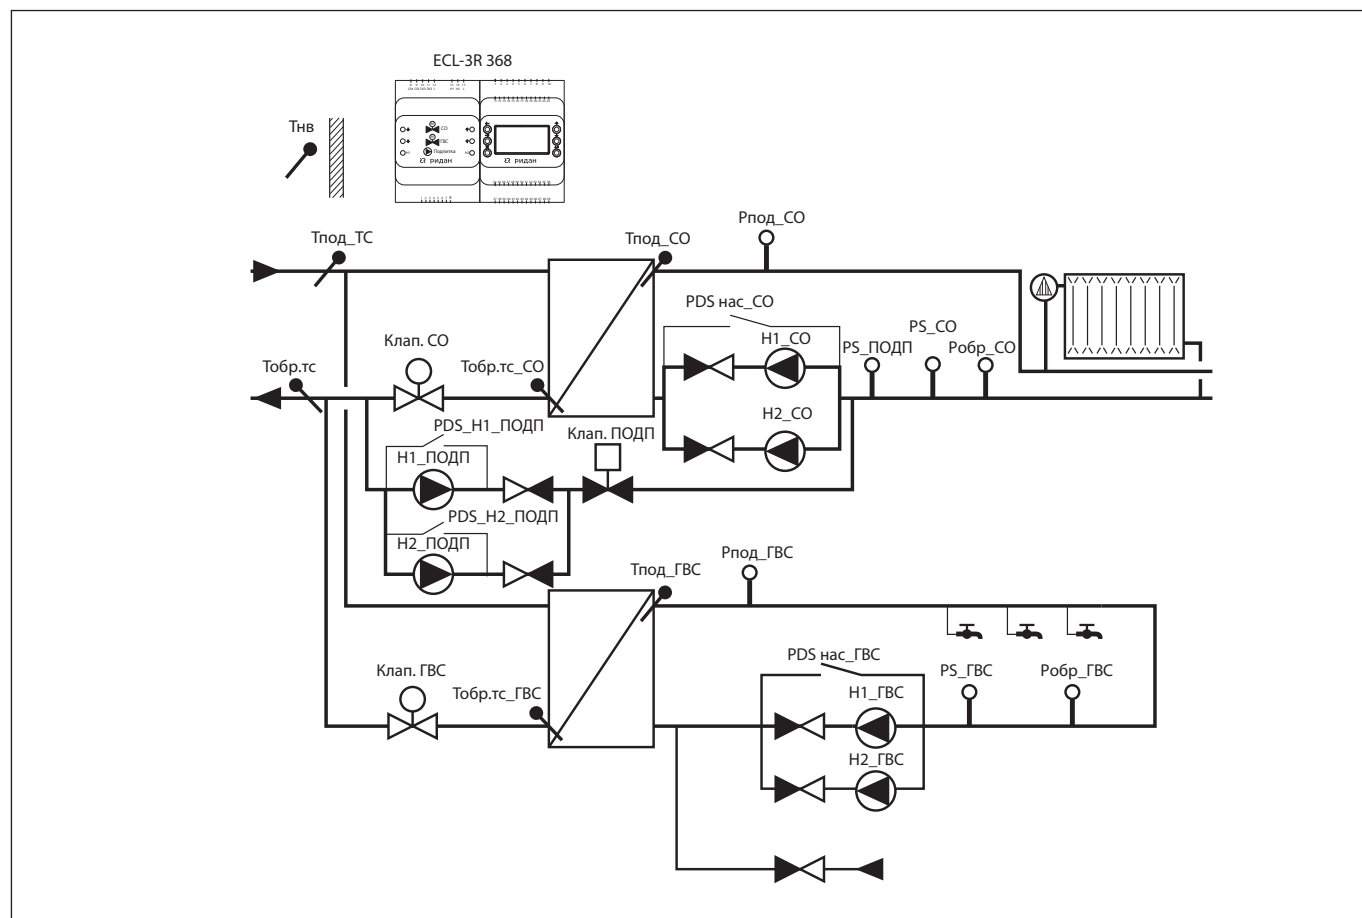 ECL-3R 368
СО
ГВС
Подпитка
ридан
ридан
Тнв
Тпод_ТС
Тпод_СО
Рпод_СО
PDS нас_СО
Н1_СО
PS_ПОДП
PS_СО
Робр_СО
Клап. СО
Тобр.тс
Тобр.тс_СО
Н2_СО
PDS_Н1_ПОДП
Клап. ПОДП
Н1_ПОДП
PDS_Н2_ПОДП
Н2_ПОДП
Тпод_ГВС
Рпод_ГВС
PDS нас_ГВС
Клап. ГВС
Тобр.тс_ГВС
Н1_ГВС
PS_ГВС
Робр_ГВС
Н2_ГВС